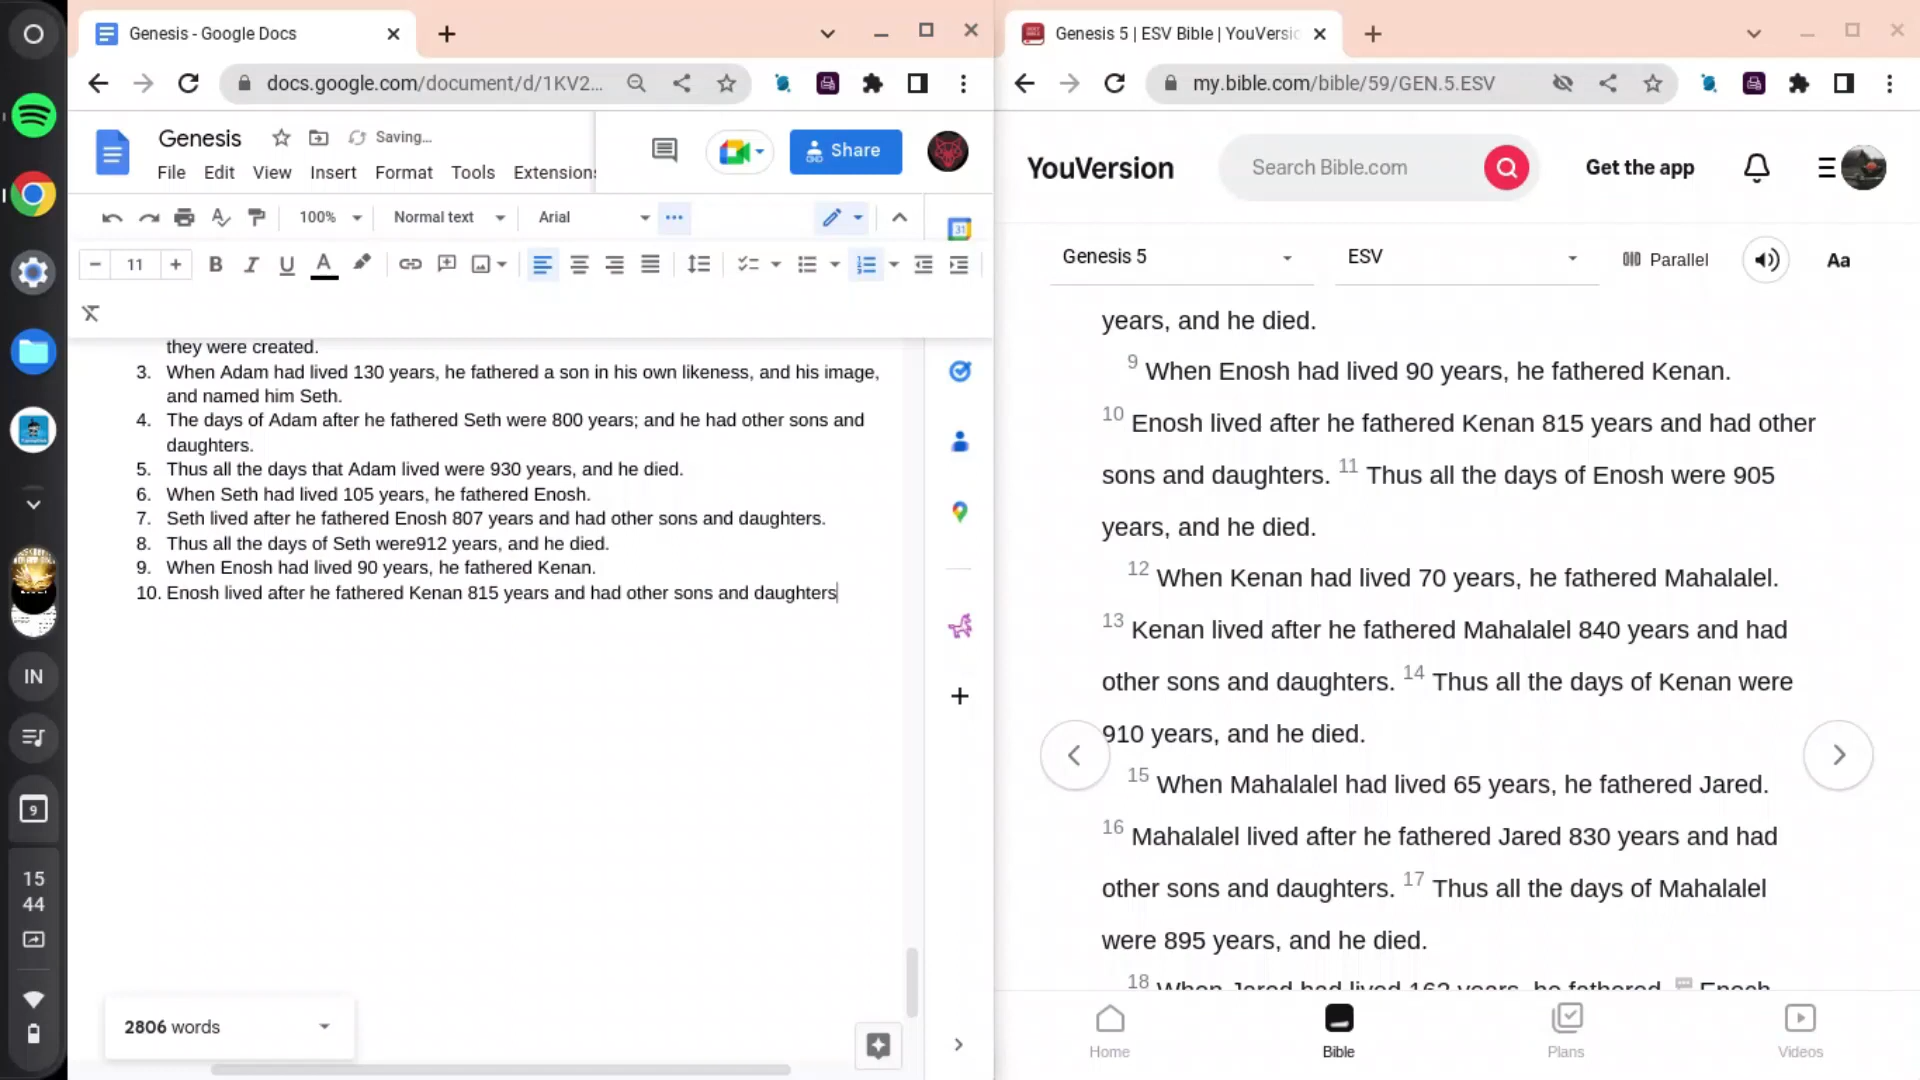 Genesis - Google Docs
docs.google.com/document/d/1KV2...
Genesis
Saving...
Share
File Edit View Insert Format Tools Extensions
100% Normal text Arial
31
11 B I U A
they were created.
3. When Adam had lived 130 years, he fathered a son in his own likeness, and his image,
and named him Seth.
4. The days of Adam after he fathered Seth were 800 years; and he had other sons and
daughters.
5. Thus all the days that Adam lived were 930 years, and he died.
6. When Seth had lived 105 years, he fathered Enosh.
7. Seth lived after he fathered Enosh 807 years and had other sons and daughters.
8. Thus all the days of Seth were912 years, and he died.
9. When Enosh had lived 90 years, he fathered Kenan.
10. Enosh lived after he fathered Kenan 815 years and had other sons and daughters
2806 words
IN
9
15
44
Genesis 5 | ESV Bible | YouVersic
my.bible.com/bible/59/GEN.5.ESV
YouVersion
Search Bible.com
Get the app
Genesis 5
ESV
Parallel
Aa
years, and he died.
9 When Enosh had lived 90 years, he fathered Kenan.
10 Enosh lived after he fathered Kenan 815 years and had other
sons and daughters. 11 Thus all the days of Enosh were 905
years, and he died.
12 When Kenan had lived 70 years, he fathered Mahalalel.
13 Kenan lived after he fathered Mahalalel 840 years and had
other sons and daughters. 14 Thus all the days of Kenan were
910 years, and he died.
15 When Mahalalel had lived 65 years, he fathered Jared.
16 Mahalalel lived after he fathered Jared 830 years and had
other sons and daughters. 17 Thus all the days of Mahalalel
were 895 years, and he died.
18 When Jared had lived 162 years, he fathered Enoch
Home
Bible
Plans
Videos